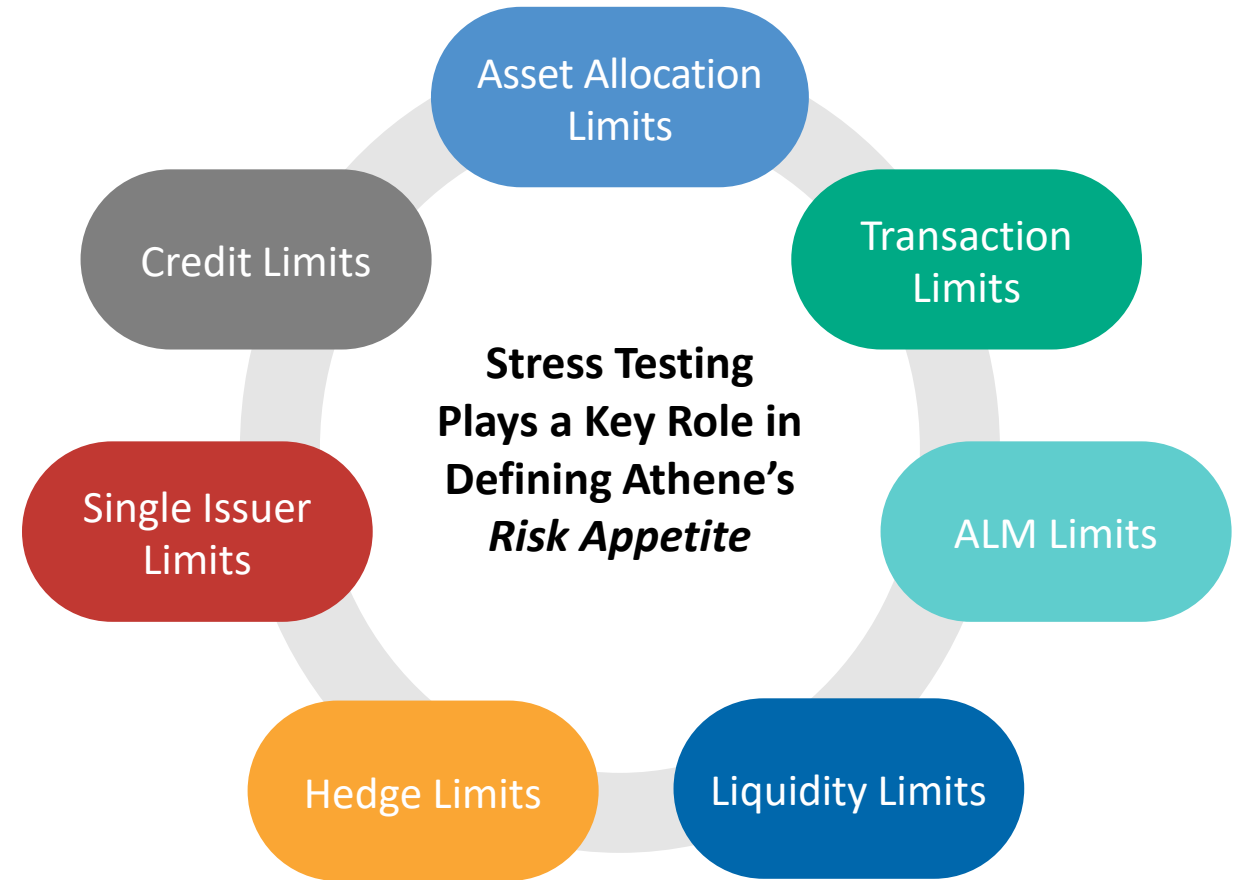 Asset Allocation
Limits
Transaction
Limits
Credit Limits
Stress Testing
Plays a Key Role in
Defining Athene’s
Risk Appetite
Single Issuer
Limits
ALM Limits
Hedge Limits
Liquidity Limits